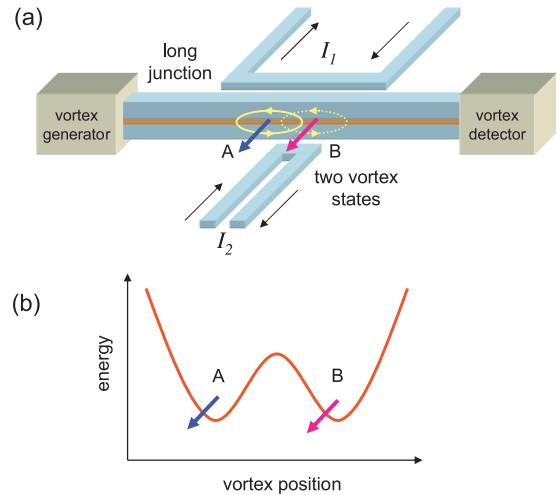 (a)
I1
long
junction
vortex
generator
vortex
detector
A
B
two vortex
states
I2
(b)
energy
A
B
vortex position